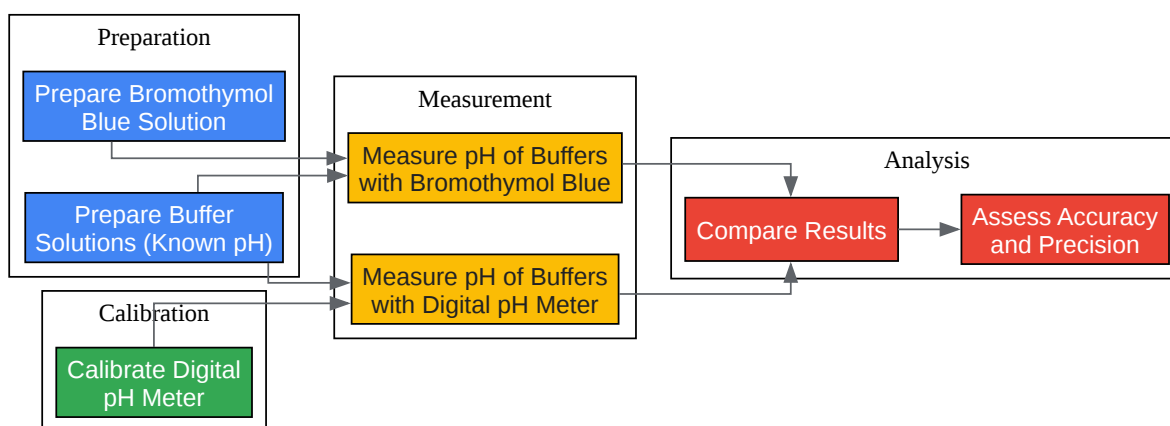 Preparation
Prepare Bromothymol
Blue Solution
Prepare Buffer
Solutions (Known pH)
Calibration
Calibrate Digital
pH Meter
Measurement
Measure pH of Buffers
with Bromothymol Blue
Measure pH of Buffers
with Digital pH Meter
Analysis
Compare Results
Assess Accuracy
and Precision